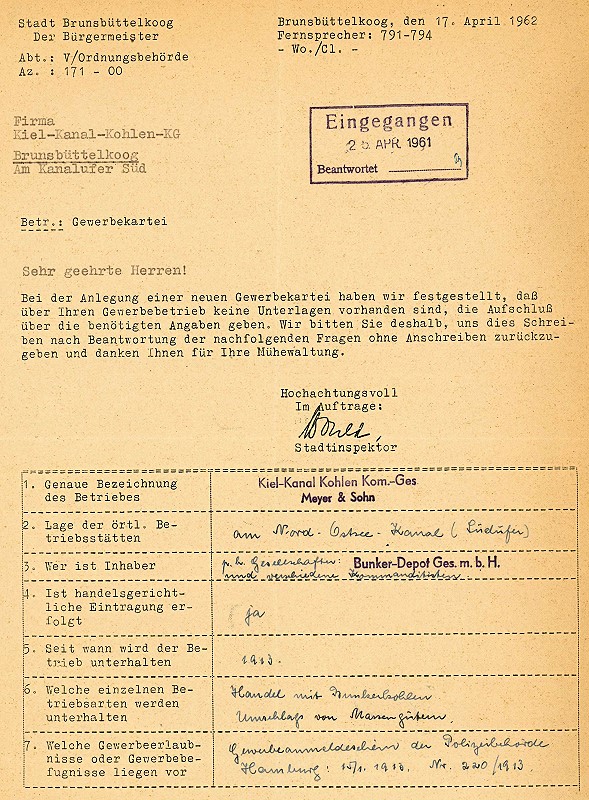 Stadt Brunsbüttelkoog
Der Bürgermeister
Abt.: V/Ordnungsbehörde
Az. : 171 - 00
Brunsbüttelkoog, den 17. April 1962
Fernsprecher: 791-794
- Wo./Cl. -
Firma
Kiel-Kanal-Kohlen-KG
Brunsbüttelkoog
Am Kanalufer Süd
Eingegangen
APR. 1961
Beantwortet
Betr.: Gewerbekartei
Sehr geehrte Herren!
Bei der Anlegung einer neuen Gewerbekartei haben wir festgestellt, daß
über Ihren Gewerbebetrieb keine Unterlagen vorhanden sind, die Aufschluß
über die benötigten Angaben geben. Wir bitten Sie deshalb, uns dies Schrei-
ben nach Beantwortung der nachfolgenden Fragen ohne Anschreiben zurückzu-
geben und danken Ihnen für Ihre Mühewaltung.
Hochachtungsvoll
Im Auftrage:
Stadtinspektor
1. Genaue Bezeichnung
des Betriebes
Kiel-Kanal Kohlen Kom.-Ges.
Meyer & Sohn
2. Lage der örtl. Be-
triebsstätten
am Nord-Ostsee-Kanal (Südufer)
3. Wer ist Inhaber
p. h. Gesellschafter: Bunker-Depot Ges. m. b. H.
und verschiedene Kommanditisten.
4. Ist handelsgericht-
liche Eintragung er-
folgt
ja
5. Seit wann wird der Be-
trieb unterhalten
1913.
6. Welche einzelnen Be-
triebsarten werden
unterhalten
Handel mit Bunkerkohlen
Umschlag von Massengütern.
7. Welche Gewerbeerlaub-
nisse oder Gewerbebe-
fugnisse liegen vor
Gewerbeanmeldeschein der Polizeibehörde
Hamburg: 15/1. 1913. Nr. 220/1913.